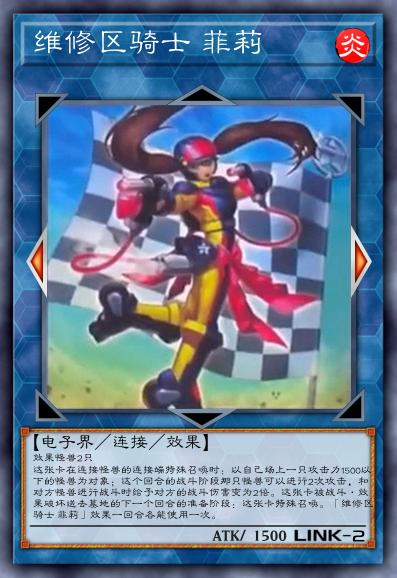 维修区骑士 菲莉
炎
【电子界／连接／效果】
效果怪兽2只
这张卡在连接怪兽的连接端特殊召唤时，以自己场上一只攻击力1500以
下的怪兽为对象；这个回合的战斗阶段那只怪兽可以进行2次攻击，和
对方怪兽进行战斗时给予对方的战斗伤害变为2倍。这张卡被战斗·效
果破坏送去墓地的下一个回合的准备阶段；这张卡特殊召唤。「维修区
骑士 菲莉」效果一回合各能使用一次。
ATK/ 1500 LINK-2